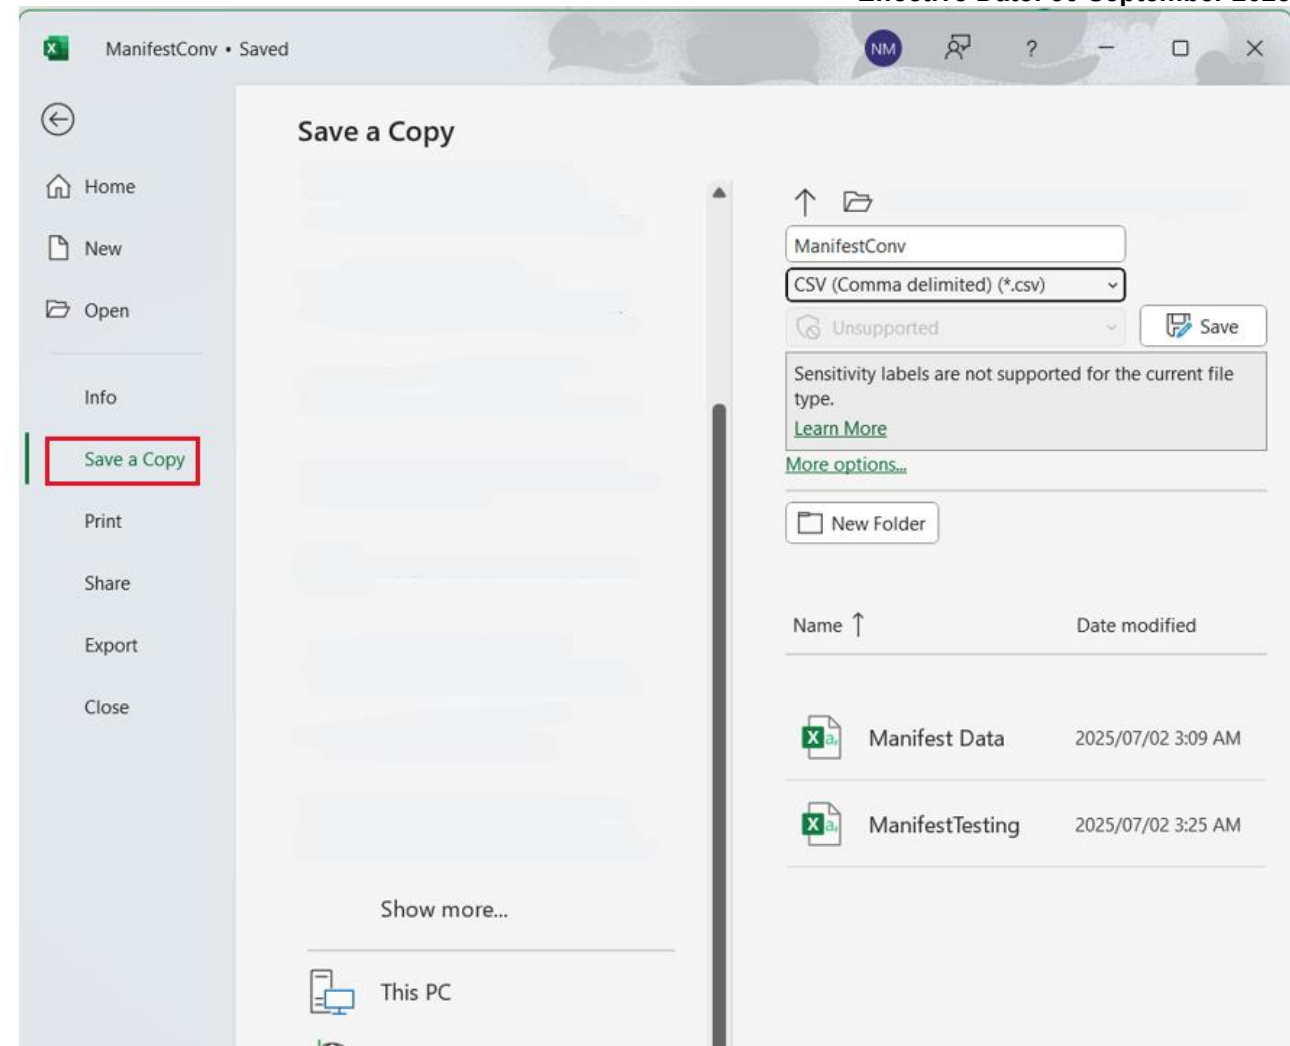 ManifestConv • Saved
NM
?
Save a Copy
Home
New
Open
Info
Save a Copy
Print
Share
Export
Close
Show more...
This PC
ManifestConv
CSV (Comma delimited) (*.csv)
Unsupported
Save
Sensitivity labels are not supported for the current file
type.
Learn More
More options...
New Folder
Name ↑ Date modified
Manifest Data 2025/07/02 3:09 AM
ManifestTesting 2025/07/02 3:25 AM